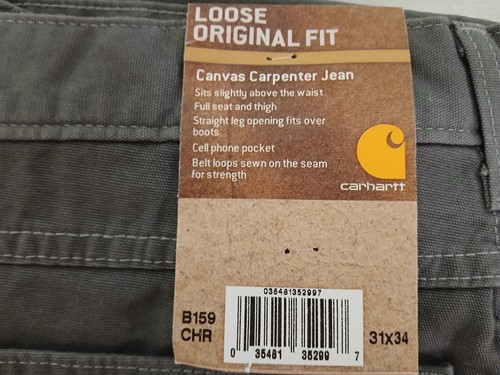 LOOSE
ORIGINAL FIT
Canvas Carpenter Jean
Sits slightly above the waist
Full seat and thigh
Straight leg opening fits over
boots
Cell phone pocket
Belt loops sewn on the seam
for strength
carhartt
035481352997
B159
CHR
31x34
0 35481 35299 7